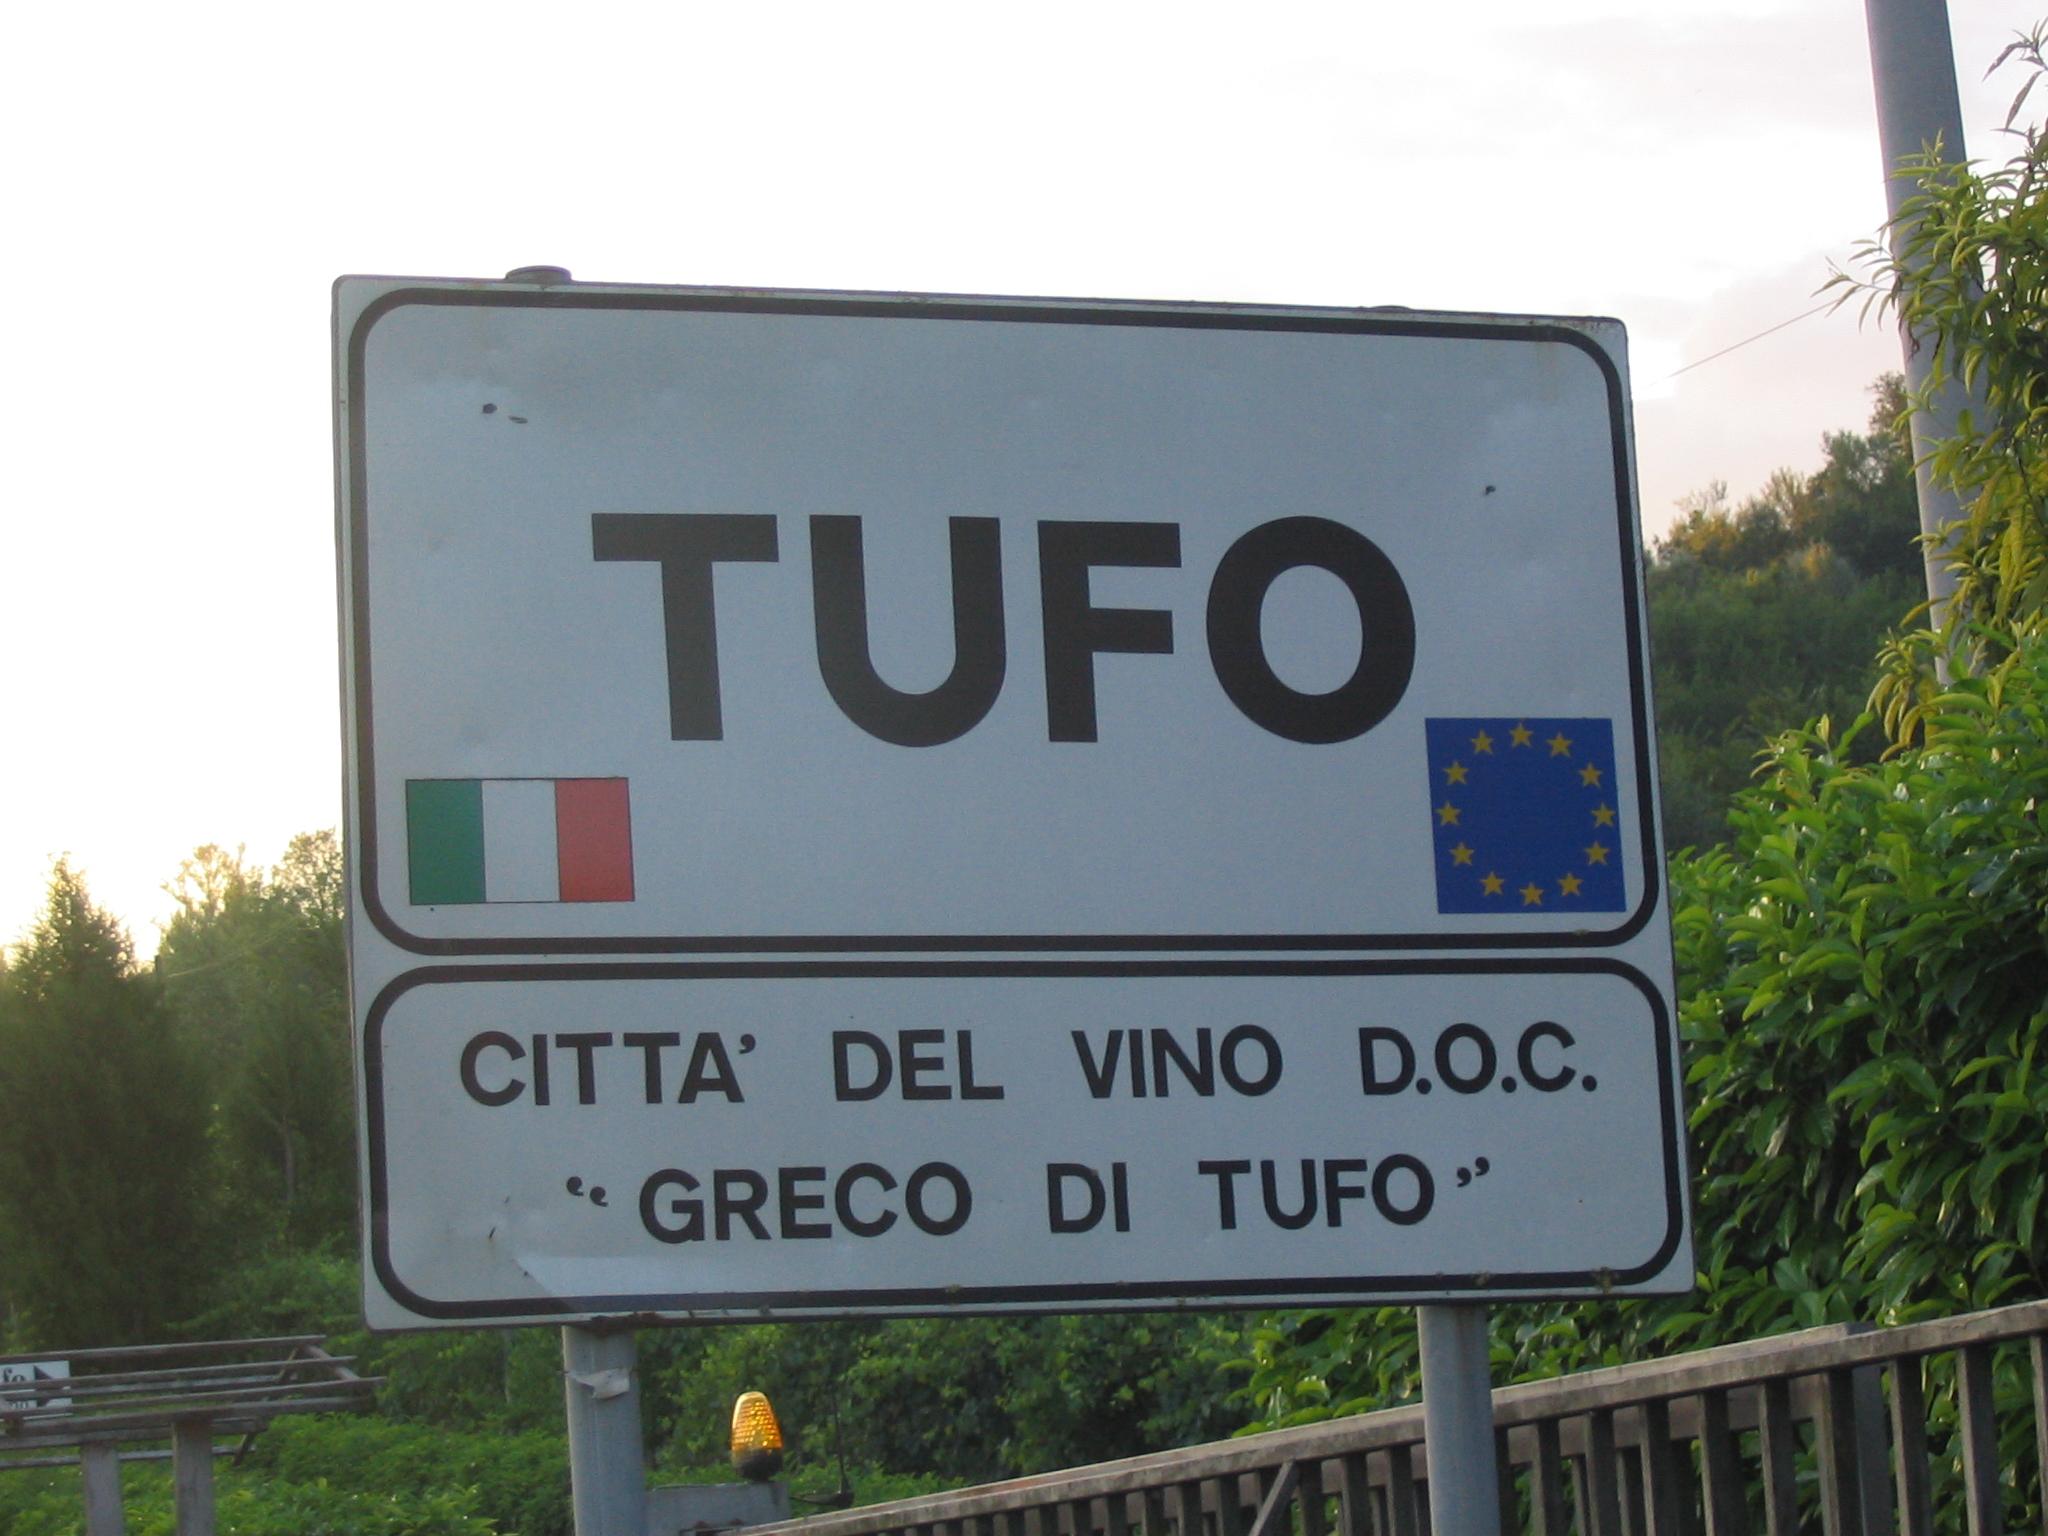 TUFO
CITTA' DEL VINO D.O.C.
“GRECO DI TUFO”